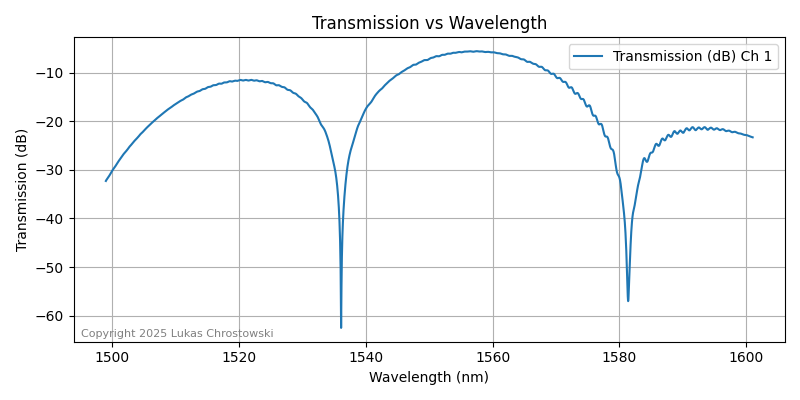 Transmission vs Wavelength
Transmission (dB) Ch 1
Transmission (dB)
−10
−20
−30
−40
−50
−60
Copyright 2025 Lukas Chrostowski
1500
1520
1540
1560
1580
1600
Wavelength (nm)